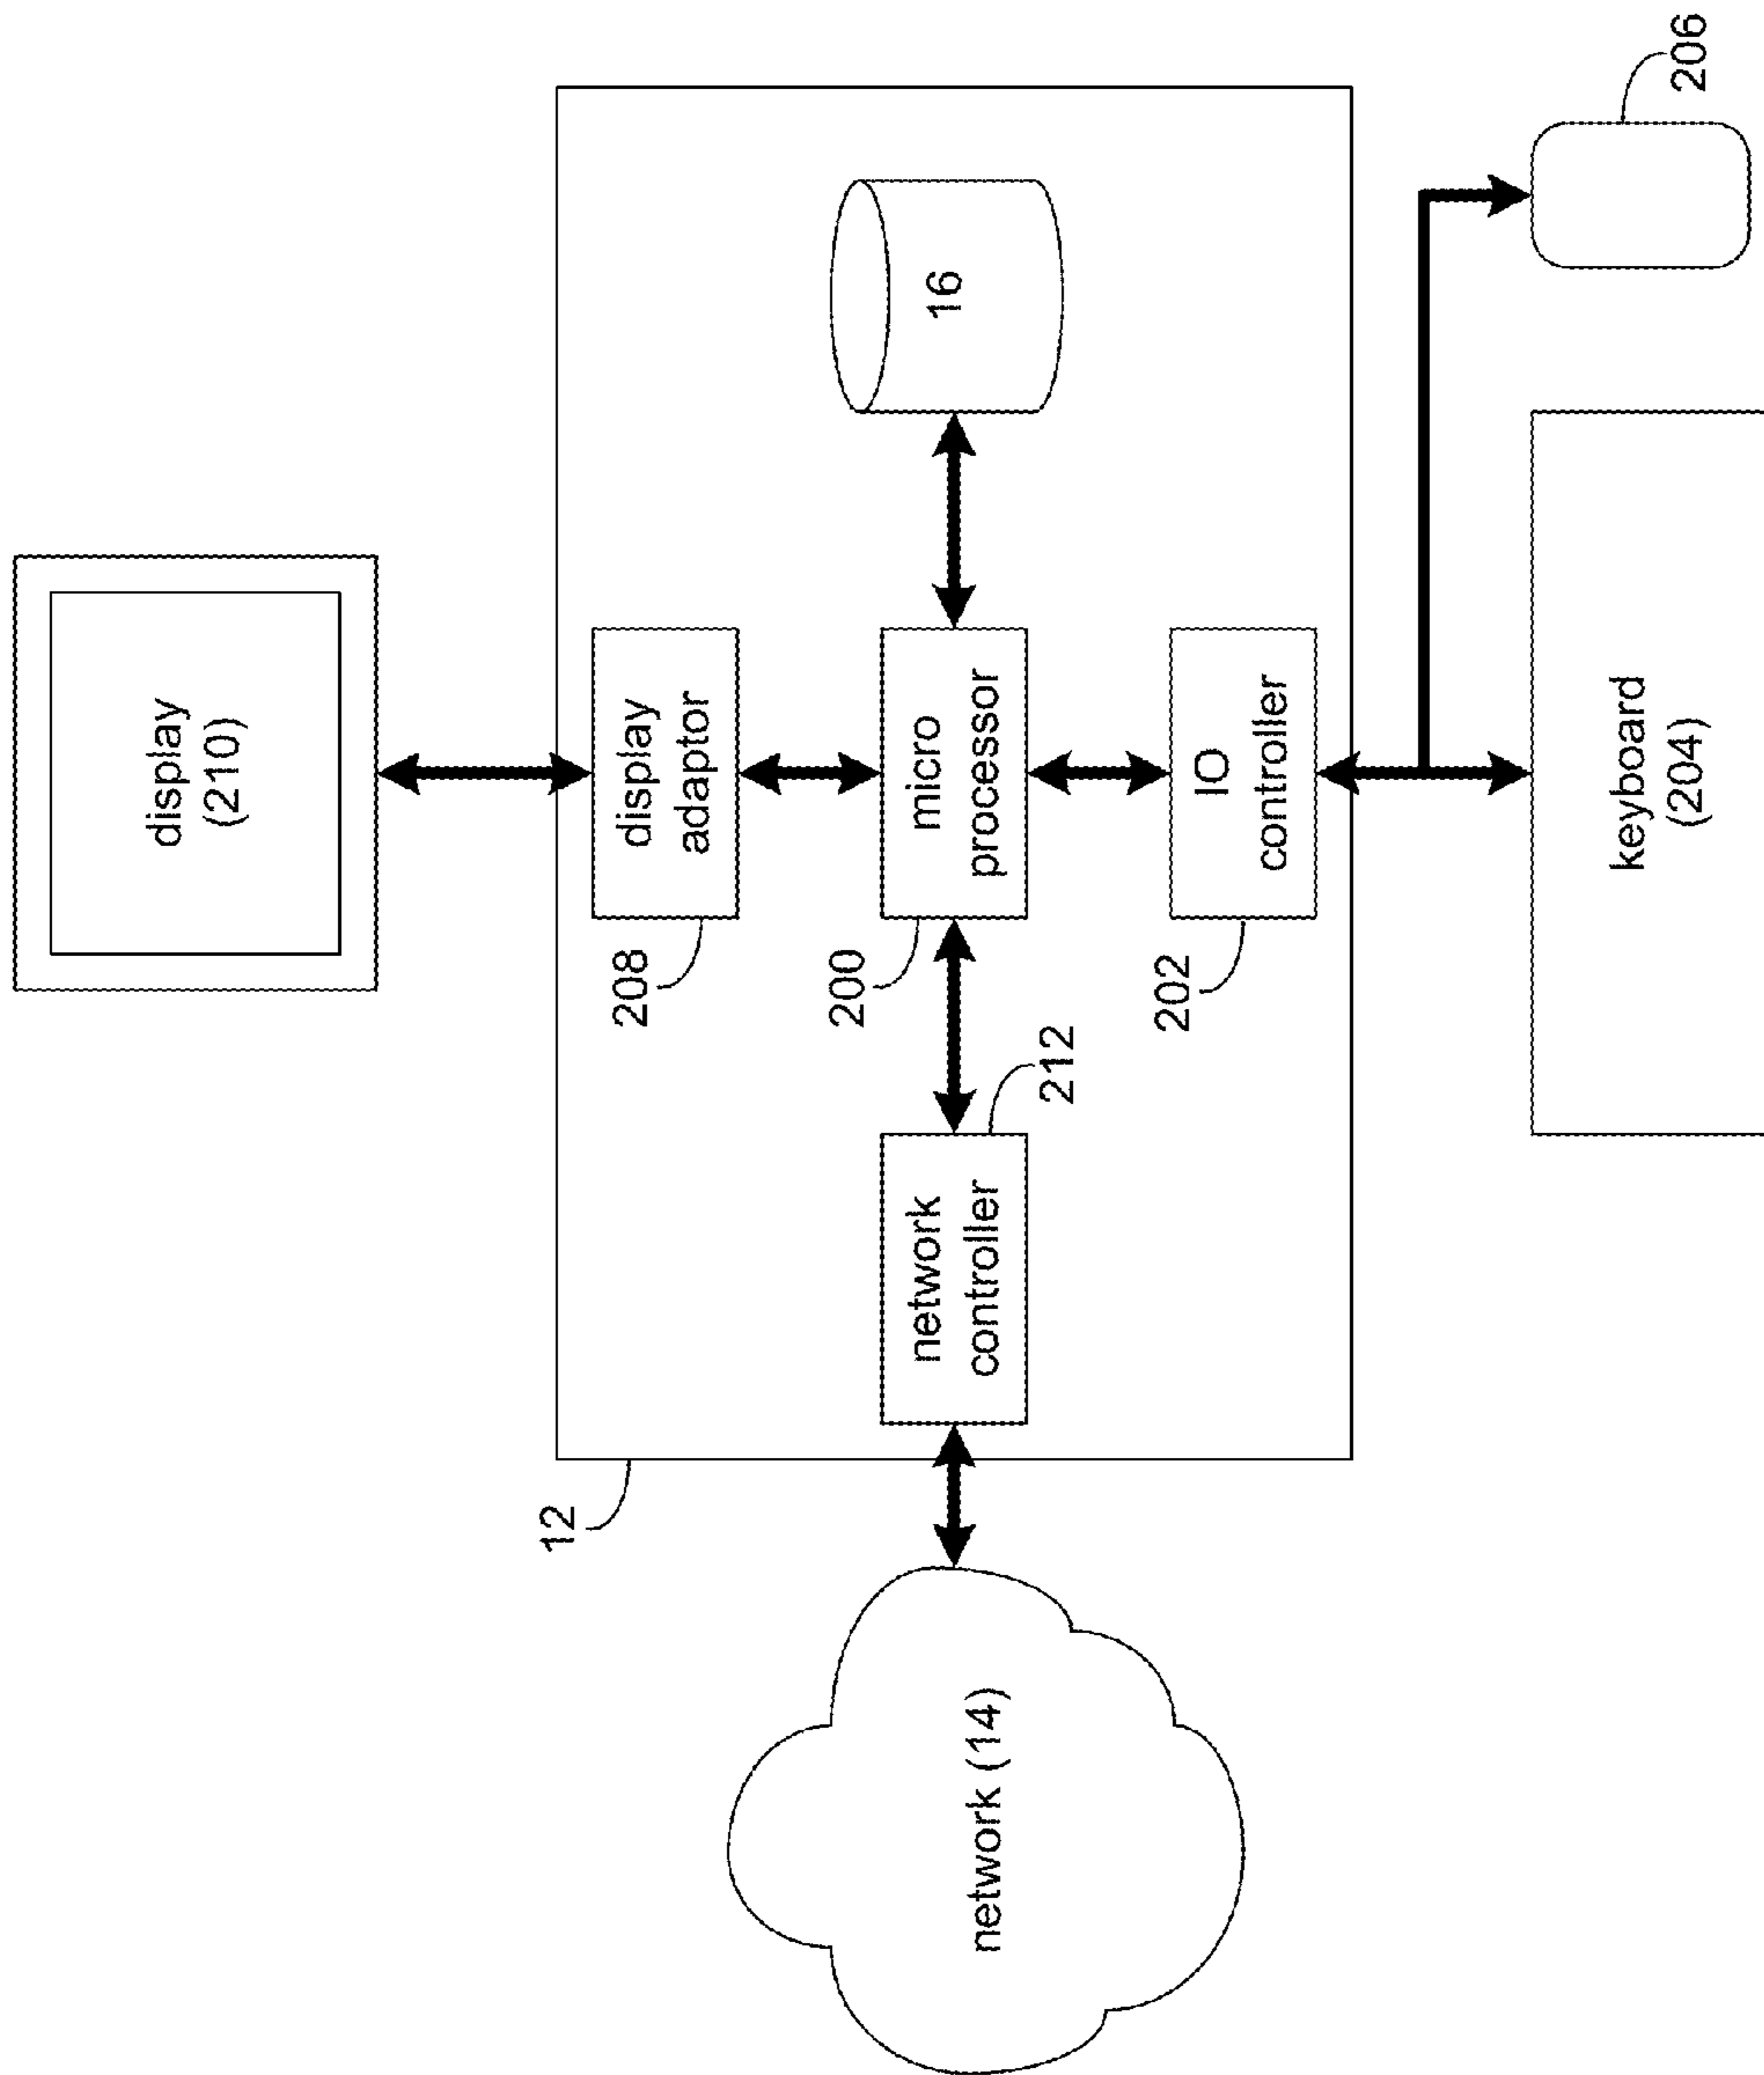 display
(210)
display
adaptor
208
micro
processor
200
16
network
controller
212
IO
controller
202
12
network (14)
keyboard
(204)
206